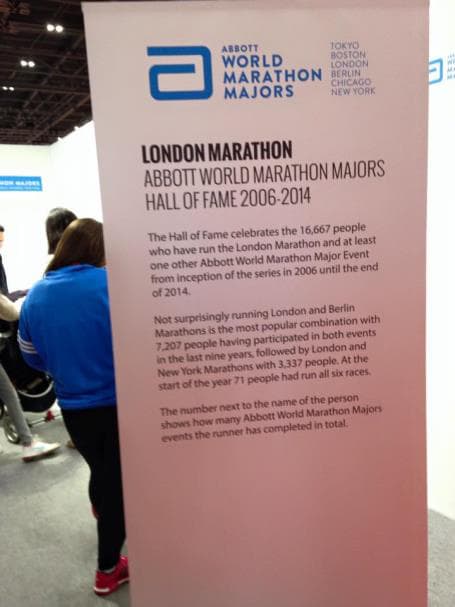 ABBOTT
WORLD
MARATHON
MAJORS
TOKYO
BOSTON
LONDON
BERLIN
CHICAGO
NEW YORK
LONDON MARATHON
ABBOTT WORLD MARATHON MAJORS
HALL OF FAME 2006-2014
The Hall of Fame celebrates the 16,667 people
who have run the London Marathon and at least
one other Abbott World Marathon Major Event
from inception of the series in 2006 until the end
of 2014.
Not surprisingly running London and Berlin
Marathons is the most popular combination with
7,207 people having participated in both events
in the last nine years, followed by London and
New York Marathons with 3,337 people. At the
start of the year 71 people had run all six races.
The number next to the name of the person
shows how many Abbott World Marathon Majors
events the runner has completed in total.
MAJORS